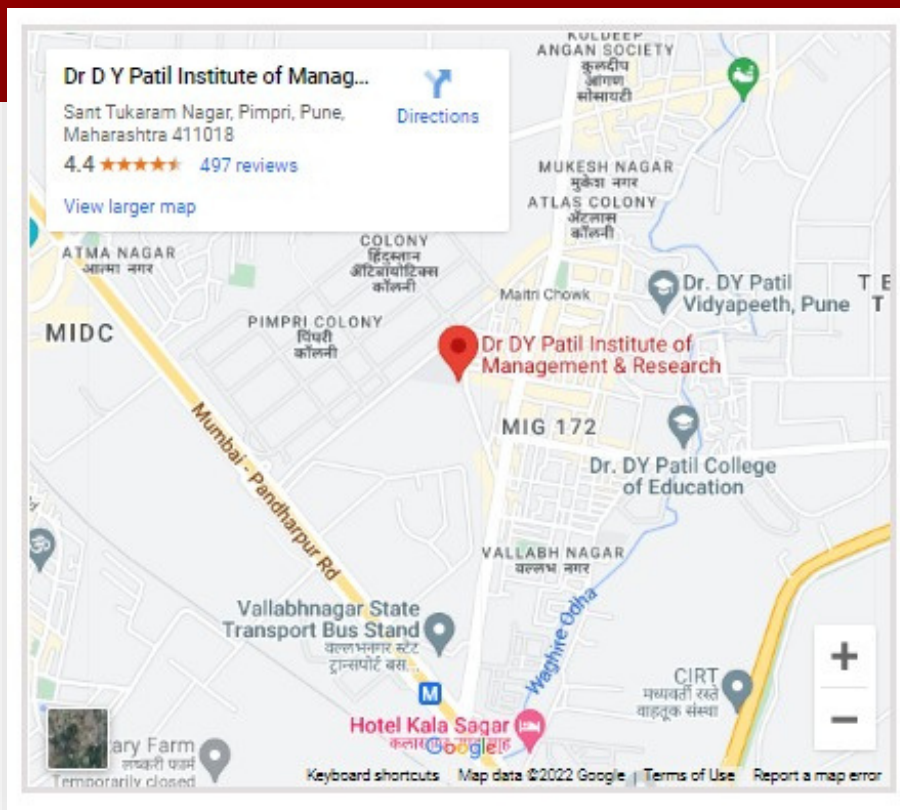 Dr D Y Patil Institute of Manag...
Sant Tukaram Nagar, Pimpri, Pune,
Maharashtra 411018
4.4
497 reviews
View larger map
Directions
KULDEEP
ANGAN SOCIETY
कुलदीप
आंगण
सोसायटी
MUKESH NAGAR
मुकेश नगर
ATLAS COLONY
ॲटलास
कॉलनी
ATMA NAGAR
आत्मा नगर
COLONY
हिंदुस्तान
अँटिबायोटिक्स
कॉलनी
Maitri Chowk
Dr. DY Patil
Vidyapeeth, Pune
T E
T
MIDC
PIMPRI COLONY
पिंपरी
कॉलनी
Dr DY Patil Institute of
Management & Research
MIG 172
Mumbai - Pandharpur Rd
Dr. DY Patil College
of Education
VALLABH NAGAR
वल्लभ नगर
Vallabhnagar State
Transport Bus Stand
वल्लभनगर स्टेट
ट्रान्सपोर्ट बस...
Waghire Odha
CIRT
मध्यवर्ती रस्ते
वाहतूक संस्था
M
Hotel Kala Sagar
Google
ary Farm
लष्करी फार्म
Temporarily closed
+
−
Keyboard shortcuts Map data ©2022 Google Terms of Use Report a map error